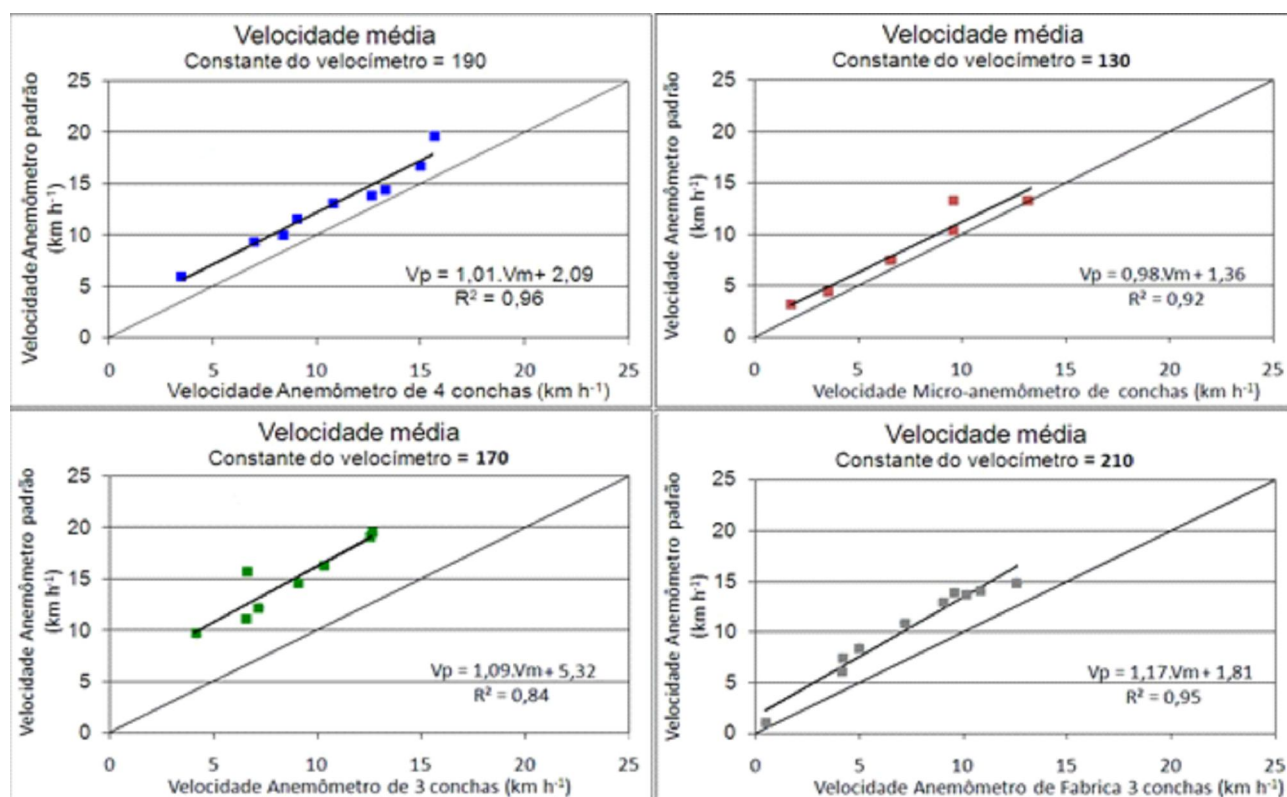 Velocidade média
Constante do velocímetro = 190
Velocidade Anemômetro padrão
(km h⁻¹)
25
20
15
10
5
0
Vp = 1,01.Vm+ 2,09
R² = 0,96
0 5 10 15 20 25
Velocidade Anemômetro de 4 conchas (km h⁻¹)
Velocidade média
Constante do velocímetro = 130
Velocidade Anemômetro padrão
(km h⁻¹)
25
20
15
10
5
0
Vp = 0,98.Vm+ 1,36
R² = 0,92
0 5 10 15 20 25
Velocidade Micro-anemômetro de conchas (km h⁻¹)
Velocidade média
Constante do velocímetro = 170
Velocidade Anemômetro padrão
(km h⁻¹)
25
20
15
10
5
0
Vp = 1,09.Vm+ 5,32
R² = 0,84
0 5 10 15 20 25
Velocidade Anemômetro de 3 conchas (km h⁻¹)
Velocidade média
Constante do velocímetro = 210
Velocidade Anemômetro padrão
(km h⁻¹)
25
20
15
10
5
0
Vp = 1,17.Vm+ 1,81
R² = 0,95
0 5 10 15 20 25
Velocidade Anemômetro de Fabrica 3 conchas (km h⁻¹)